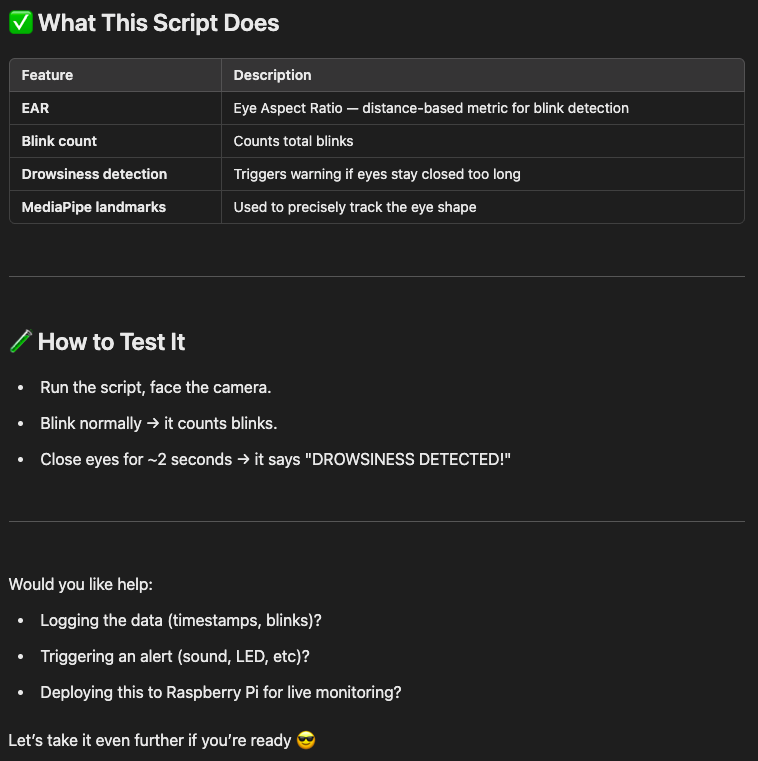 ✅ What This Script Does
Feature Description
EAR Eye Aspect Ratio — distance-based metric for blink detection
Blink count Counts total blinks
Drowsiness detection Triggers warning if eyes stay closed too long
MediaPipe landmarks Used to precisely track the eye shape
🧪 How to Test It
• Run the script, face the camera.
• Blink normally → it counts blinks.
• Close eyes for ~2 seconds → it says "DROWSINESS DETECTED!"
Would you like help:
• Logging the data (timestamps, blinks)?
• Triggering an alert (sound, LED, etc)?
• Deploying this to Raspberry Pi for live monitoring?
Let’s take it even further if you’re ready 😎